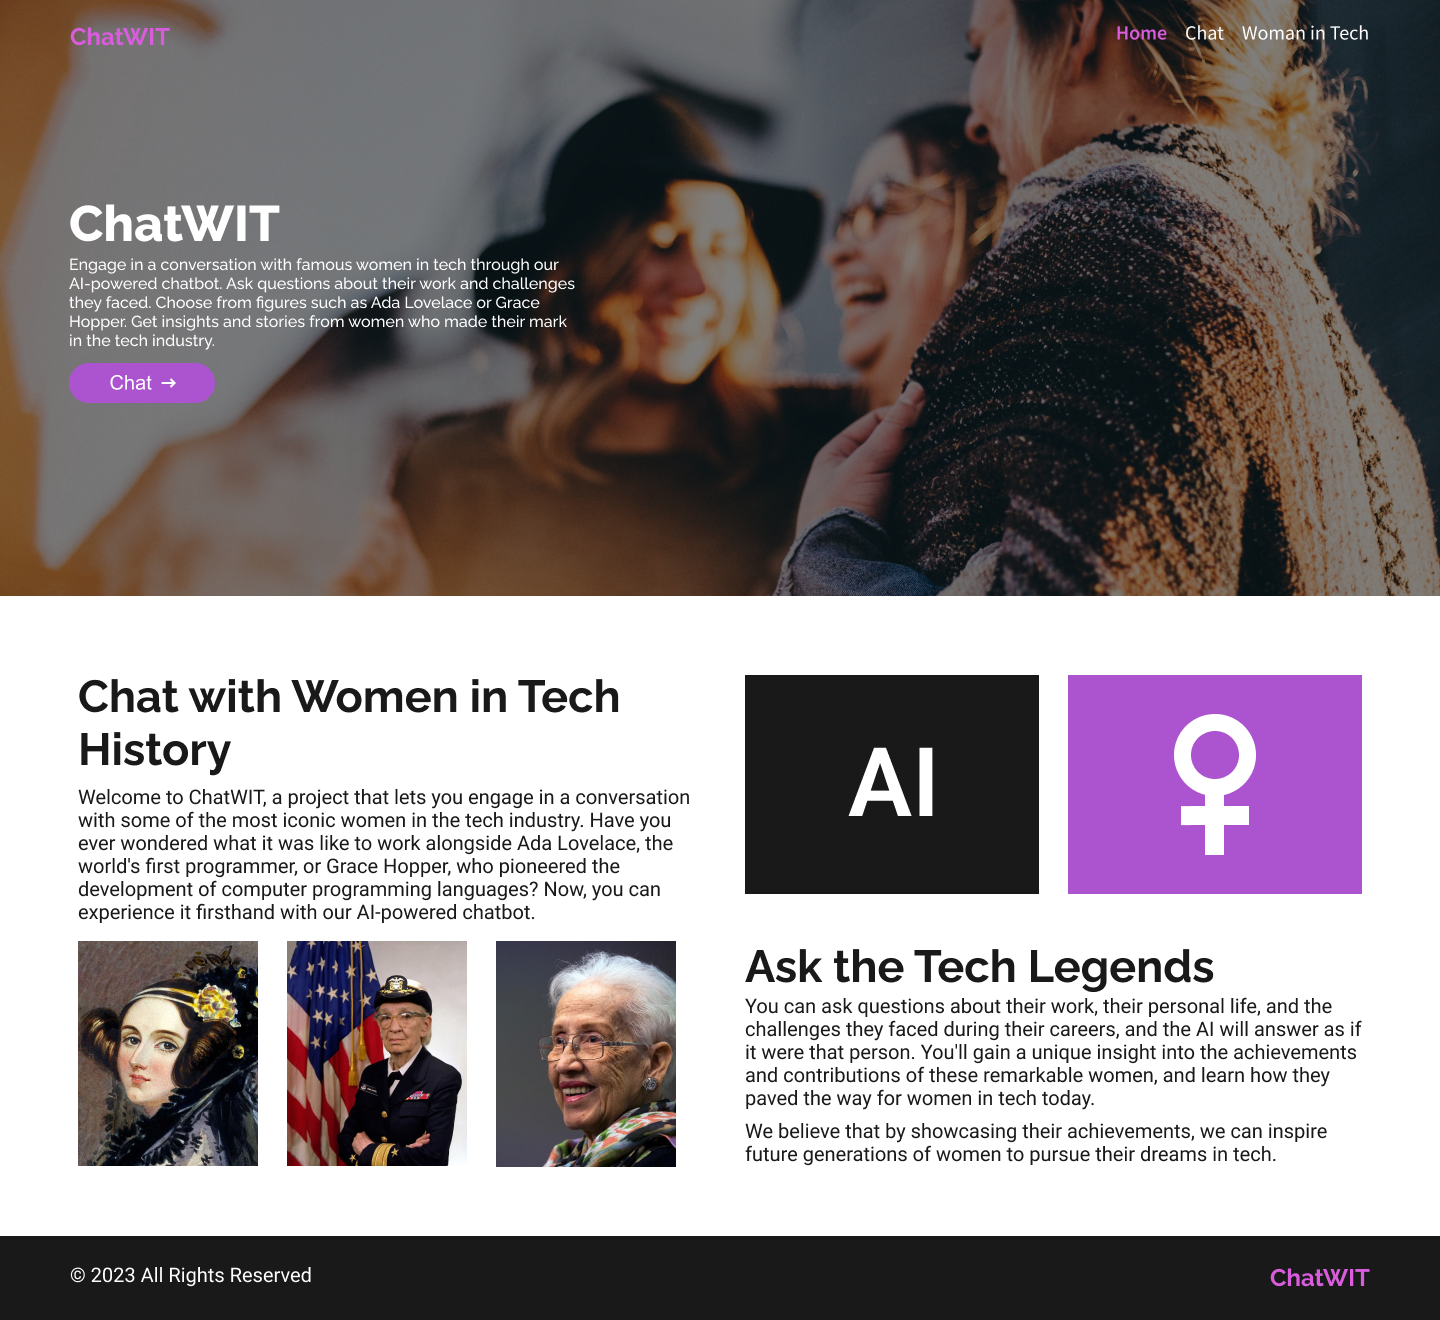 ChatWIT
Home Chat Woman in Tech
ChatWIT
Engage in a conversation with famous women in tech through our
AI-powered chatbot. Ask questions about their work and challenges
they faced. Choose from figures such as Ada Lovelace or Grace
Hopper. Get insights and stories from women who made their mark
in the tech industry.
Chat →
Chat with Women in Tech
History
Welcome to ChatWIT, a project that lets you engage in a conversation
with some of the most iconic women in the tech industry. Have you
ever wondered what it was like to work alongside Ada Lovelace, the
world's first programmer, or Grace Hopper, who pioneered the
development of computer programming languages? Now, you can
experience it firsthand with our AI-powered chatbot.
AI
Ask the Tech Legends
You can ask questions about their work, their personal life, and the
challenges they faced during their careers, and the AI will answer as if
it were that person. You'll gain a unique insight into the achievements
and contributions of these remarkable women, and learn how they
paved the way for women in tech today.
We believe that by showcasing their achievements, we can inspire
future generations of women to pursue their dreams in tech.
© 2023 All Rights Reserved
ChatWIT